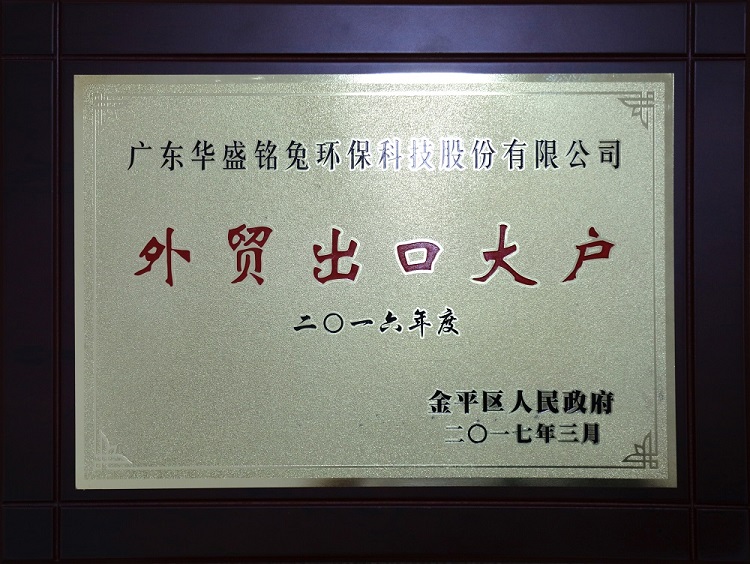 广东华盛铭兔环保科技股份有限公司
外贸出口大户
二〇一六年度
金平区人民政府
二〇一七年三月